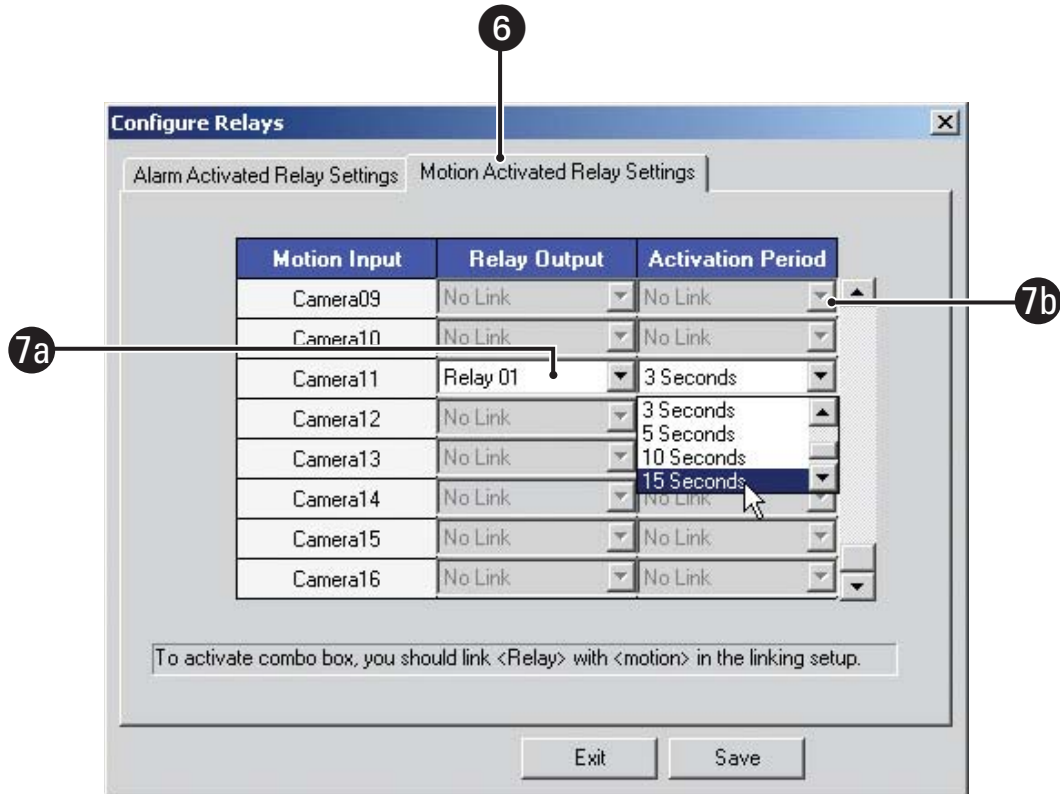 6
Configure Relays
Alarm Activated Relay Settings Motion Activated Relay Settings
Motion Input Relay Output Activation Period
Camera09 No Link No Link
7b
Camera10 No Link No Link
7a
Camera11 Relay 01 3 Seconds
Camera12 No Link
3 Seconds
5 Seconds
10 Seconds
15 Seconds
Camera13 No Link
Camera14 No Link No Link
Camera15 No Link No Link
Camera16 No Link No Link
To activate combo box, you should link <Relay> with <motion> in the linking setup.
Exit Save